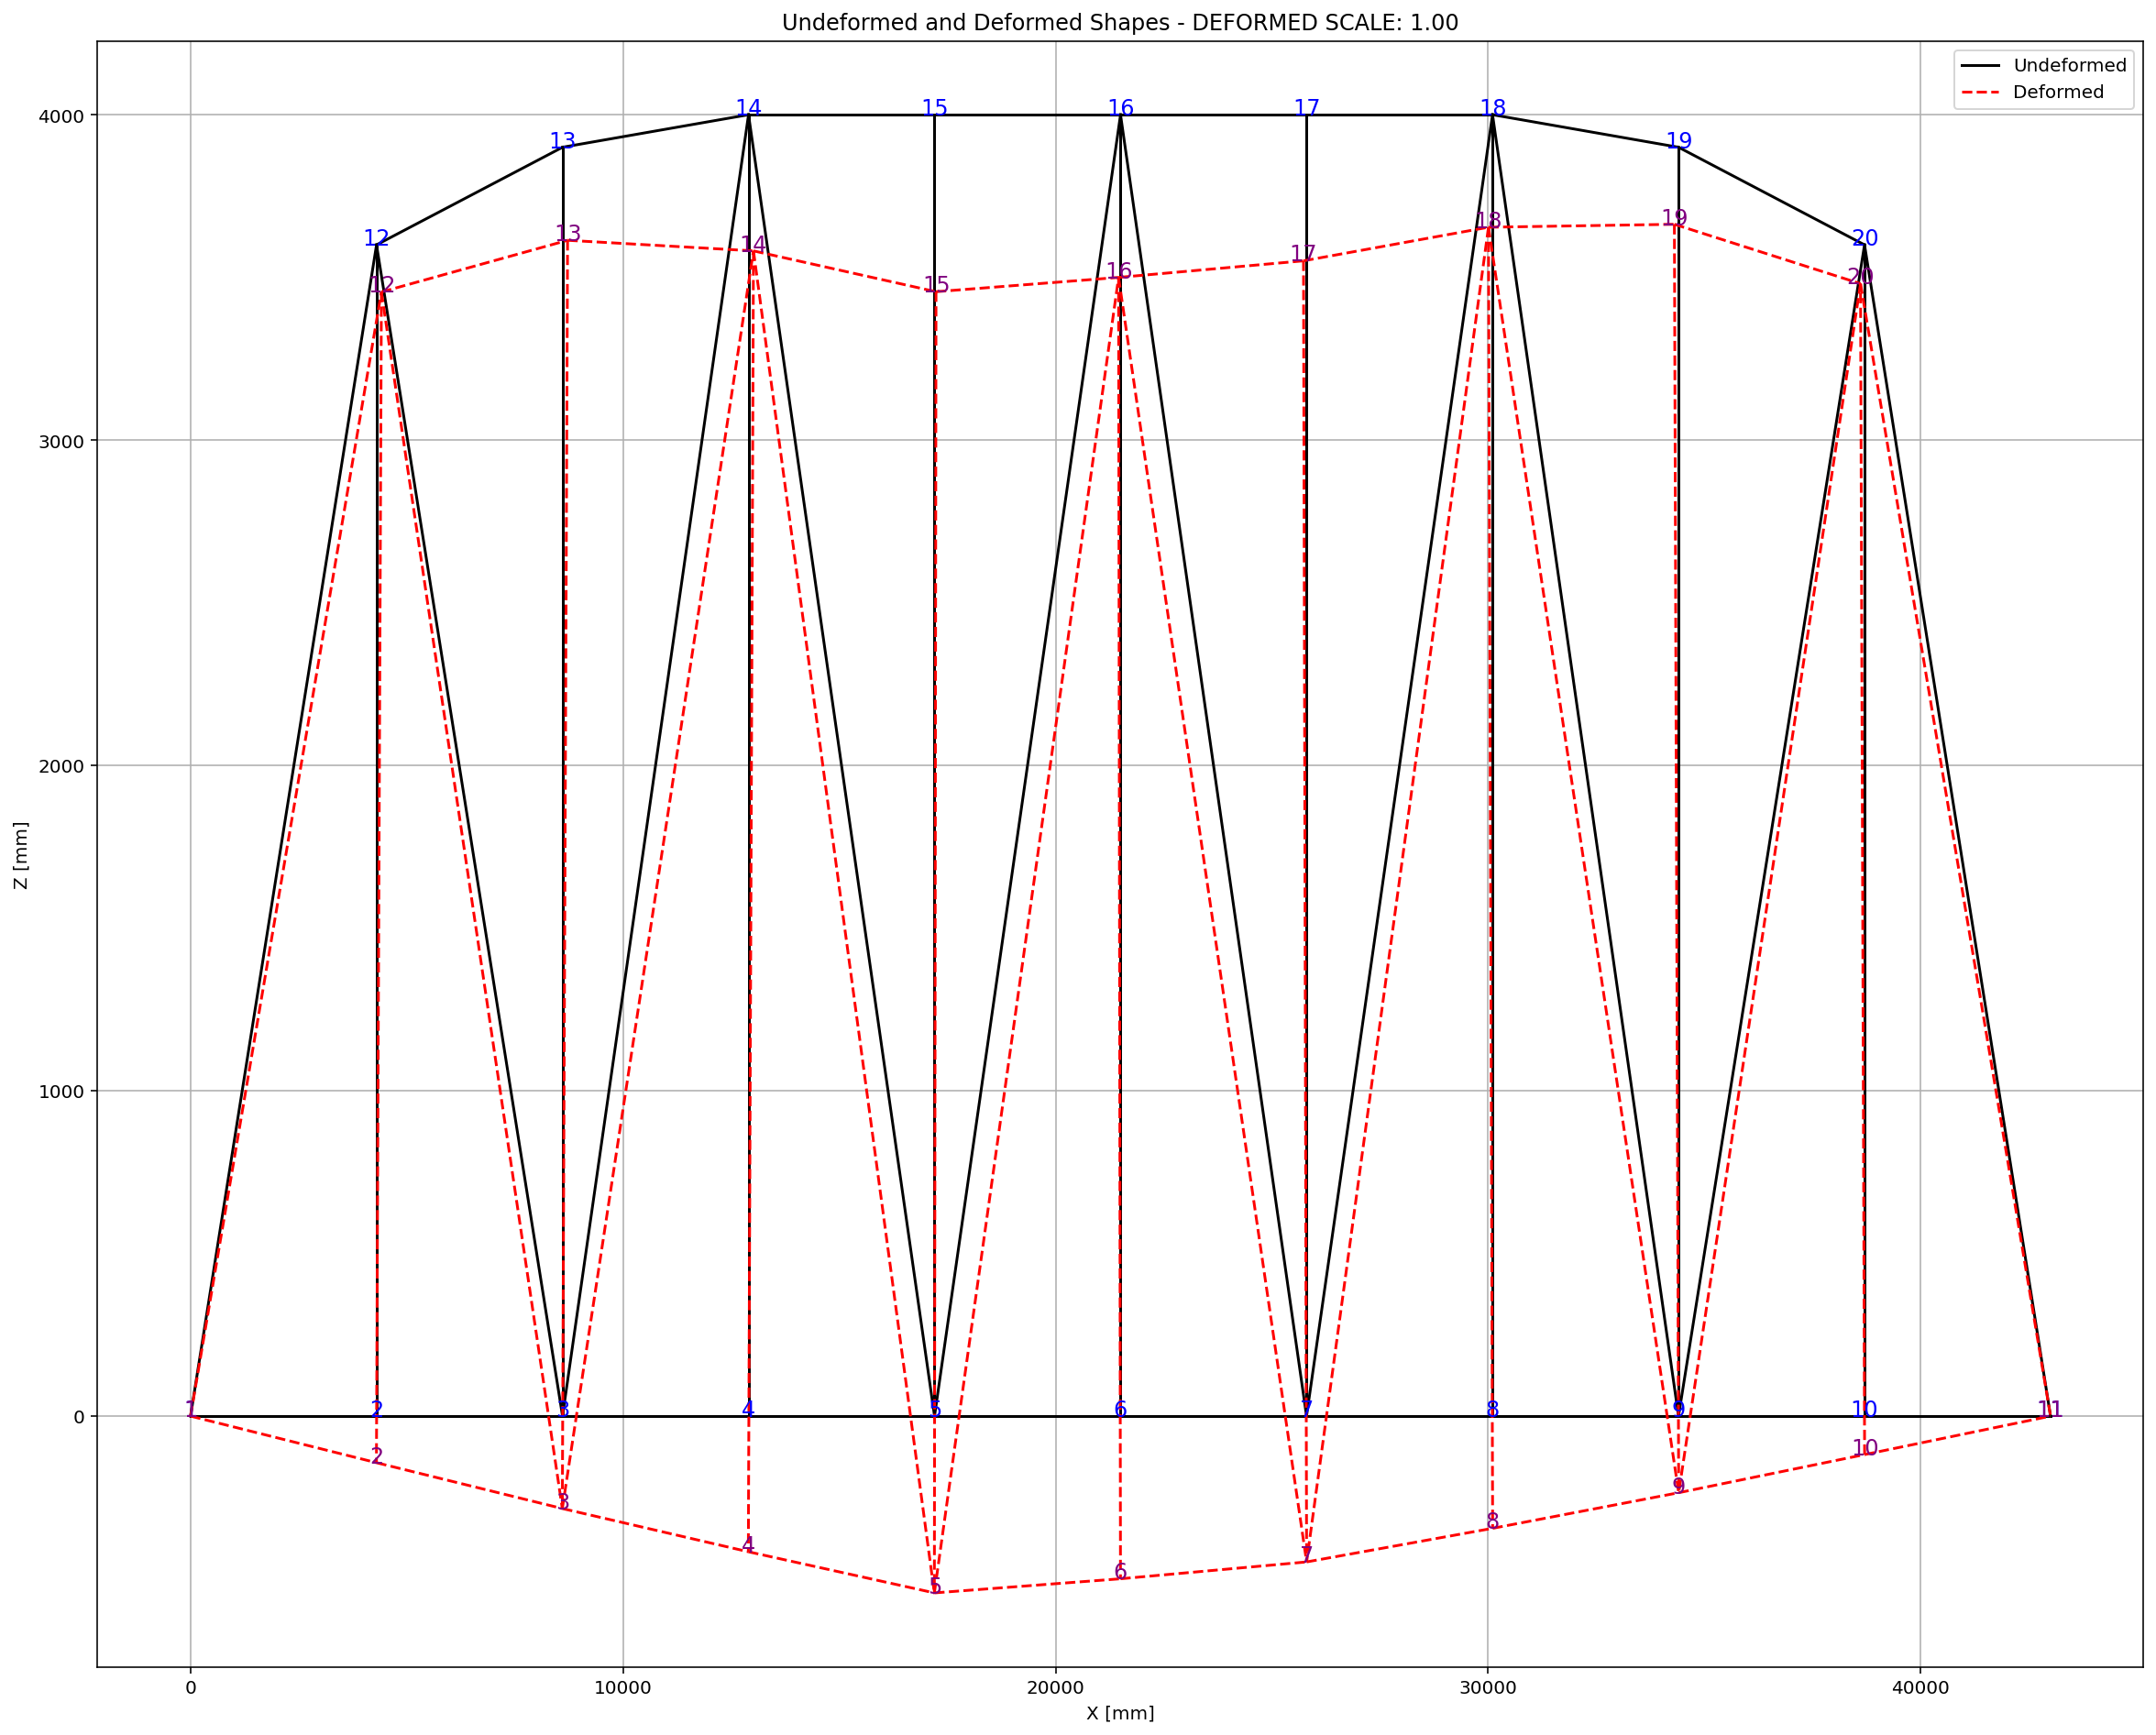 Undeformed and Deformed Shapes - DEFORMED SCALE: 1.00
Undeformed
Deformed
4000
3000
2000
1000
0
Z [mm]
14 15 16 17 18
13 19
12 20
13 14 15 16 17 18 19
12 20
1 2 3 4 5 6 7 8 9 10 11
2 3 4 5 6 7 8 9 10
0 10000 20000 30000 40000
X [mm]